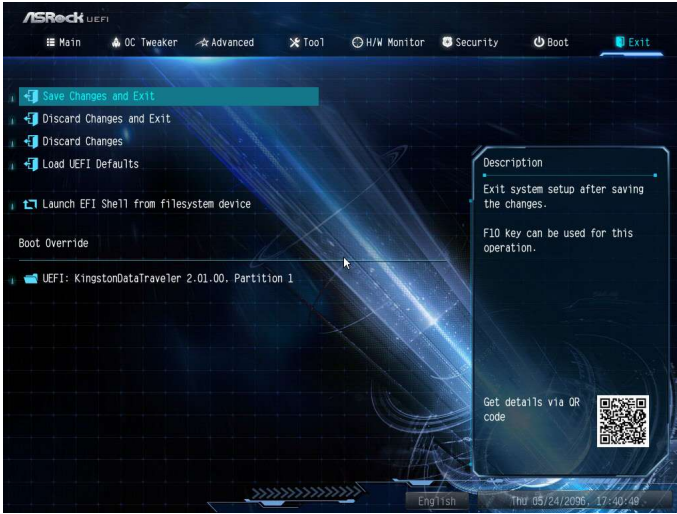 ASRock UEFI
Main OC Tweaker Advanced Tool H/W Monitor Security Boot Exit
Save Changes and Exit
Discard Changes and Exit
Discard Changes
Load UEFI Defaults
Launch EFI Shell from filesystem device
Boot Override
UEFI: KingstonDataTraveler 2.01.00, Partition 1
Description
Exit system setup after saving
the changes.
F10 key can be used for this
operation.
Get details via QR
code
English
Thu 05/24/2096, 17:40:49